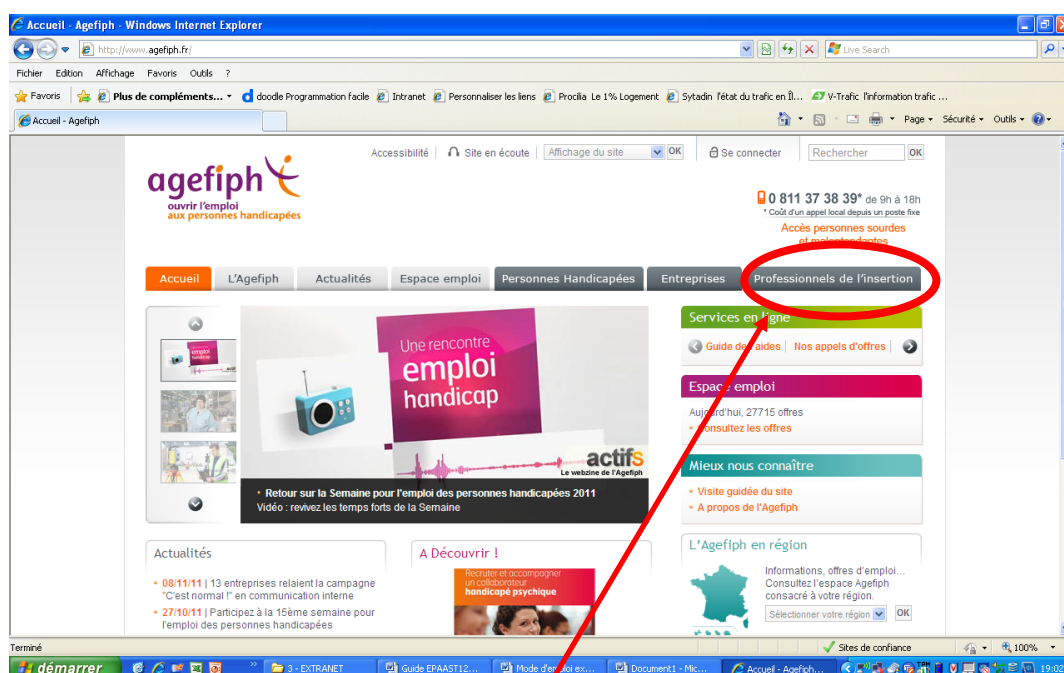 Accueil - Agefiph - Windows Internet Explorer
http://www.agefiph.fr/
Live Search
Fichier Edition Affichage Favoris Outils ?
Favoris Plus de compléments... doodle Programmation facile Intranet Personnaliser les liens Procilia Le 1% Logement Sytadin l'état du trafic en Î... V-Trafic l'information trafic ...
Accueil - Agefiph
Page Sécurité Outils
Accessibilité Site en écoute Affichage du site OK Se connecter Rechercher OK
agefiph
ouvrir l'emploi
aux personnes handicapées
0 811 37 38 39* de 9h à 18h
* Coût d'un appel local depuis un poste fixe
Accès personnes sourdes
et malentendantes
Accueil L'Agefiph Actualités Espace emploi Personnes Handicapées Entreprises Professionnels de l'insertion
Une rencontre
emploi
handicap
actifs
Le webzine de l'Agefiph
Retour sur la Semaine pour l'emploi des personnes handicapées 2011
Vidéo : revivez les temps forts de la Semaine
Services en ligne
Guide des aides Nos appels d'offres
Espace emploi
Aujourd'hui, 27715 offres
Consultez les offres
Mieux nous connaître
Visite guidée du site
A propos de l'Agefiph
Actualités
08/11/11 | 13 entreprises relaient la campagne
"C'est normal !" en communication interne
27/10/11 | Participez à la 15ème semaine pour
l'emploi des personnes handicapées
A Découvrir !
Recruter et accompagner
un collaborateur
handicapé psychique
L'Agefiph en région
Informations, offres d'emploi...
Consultez l'espace Agefiph
consacré à votre région.
Sélectionner votre région OK
Terminé
Sites de confiance
100%
démarrer
3 - EXTRANET
Guide EPAAST12...
Mode d'emploi ex...
Document1 - Mic...
Accueil - Agefiph...
19:02